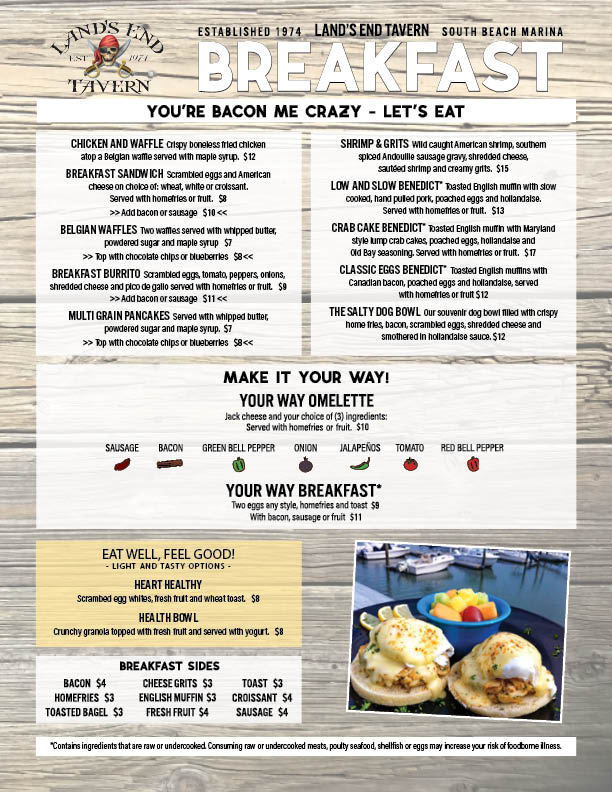 LAND'S END
EST 1974
TAVERN
ESTABLISHED 1974 LAND'S END TAVERN SOUTH BEACH MARINA
BREAKFAST
YOU'RE BACON ME CRAZY - LET'S EAT
CHICKEN AND WAFFLE Crispy boneless fried chicken
atop a Belgian waffle served with maple syrup. $12
BREAKFAST SANDWICH Scrambled eggs and American
cheese on choice of: wheat, white or croissant.
Served with homefries or fruit. $8
>> Add bacon or sausage $10 <<
BELGIAN WAFFLES Two waffles served with whipped butter,
powdered sugar and maple syrup $7
>> Top with chocolate chips or blueberries $8 <<
BREAKFAST BURRITO Scrambled eggs, tomato, peppers, onions,
shredded cheese and pico de gallo served with homefries or fruit. $9
>> Add bacon or sausage $11 <<
MULTI GRAIN PANCAKES Served with whipped butter,
powdered sugar and maple syrup. $7
>> Top with chocolate chips or blueberries $8 <<
SHRIMP & GRITS Wild caught American shrimp, southern
spiced Andouille sausage gravy, shredded cheese,
sautéed shrimp and creamy grits. $15
LOW AND SLOW BENEDICT* Toasted English muffin with slow
cooked, hand pulled pork, poached eggs and hollandaise.
Served with homefries or fruit. $13
CRAB CAKE BENEDICT* Toasted English muffin with Maryland
style lump crab cakes, poached eggs, hollandaise and
Old Bay seasoning. Served with homefries or fruit. $17
CLASSIC EGGS BENEDICT* Toasted English muffins with
Canadian bacon, poached eggs and hollandaise, served
with homefries or fruit $12
THE SALTY DOG BOWL Our souvenir dog bowl filled with crispy
home fries, bacon, scrambled eggs, shredded cheese and
smothered in hollandaise sauce. $12
MAKE IT YOUR WAY!
YOUR WAY OMELETTE
Jack cheese and your choice of (3) ingredients:
Served with homefries or fruit. $10
SAUSAGE BACON GREEN BELL PEPPER ONION JALAPEÑOS TOMATO RED BELL PEPPER
YOUR WAY BREAKFAST*
Two eggs any style, homefries and toast $9
With bacon, sausage or fruit $11
EAT WELL, FEEL GOOD!
- LIGHT AND TASTY OPTIONS -
HEART HEALTHY
Scrambed egg whites, fresh fruit and wheat toast. $8
HEALTH BOWL
Crunchy granola topped with fresh fruit and served with yogurt. $8
BREAKFAST SIDES
BACON $4 CHEESE GRITS $3 TOAST $3
HOMEFRIES $3 ENGLISH MUFFIN $3 CROISSANT $4
TOASTED BAGEL $3 FRESH FRUIT $4 SAUSAGE $4
*Contains ingredients that are raw or undercooked. Consuming raw or undercooked meats, poulty seafood, shellfish or eggs may increase your risk of foodborne illness.